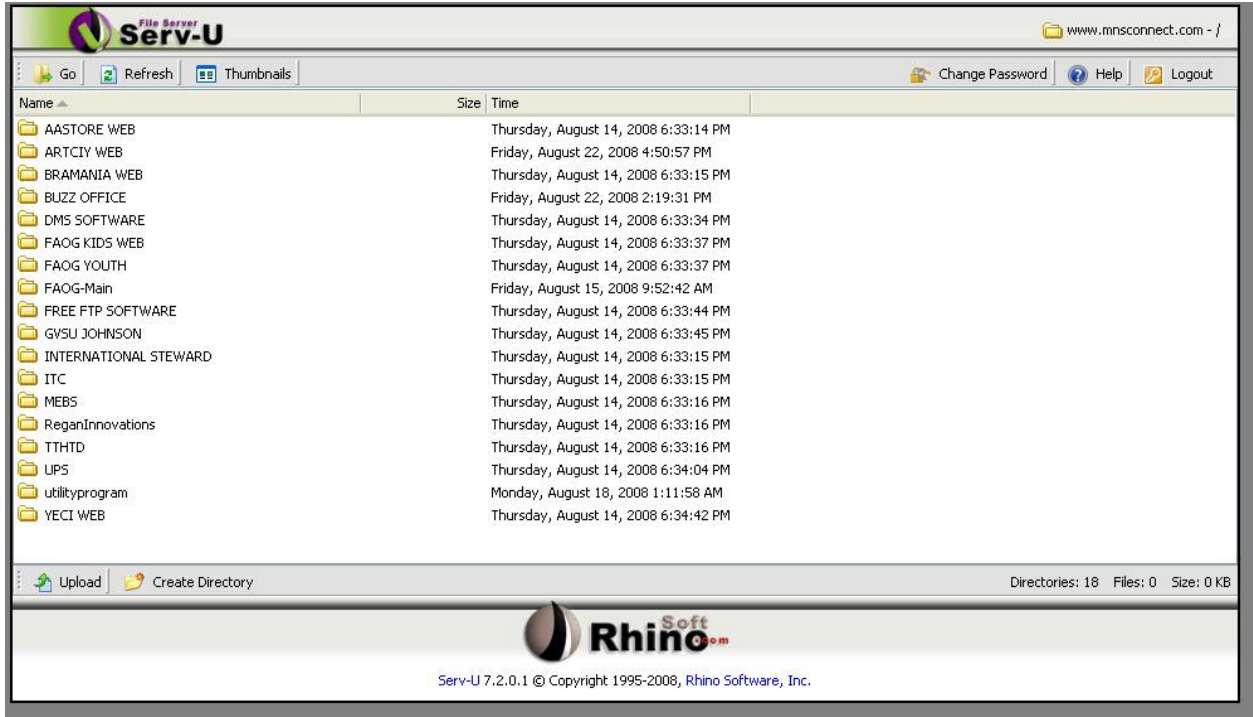 File Server
Serv-U
www.mnsconnect.com - /
Go Refresh Thumbnails Change Password Help Logout
Name Size Time
AASTORE WEB Thursday, August 14, 2008 6:33:14 PM
ARTCIY WEB Friday, August 22, 2008 4:50:57 PM
BRAMANIA WEB Thursday, August 14, 2008 6:33:15 PM
BUZZ OFFICE Friday, August 22, 2008 2:19:31 PM
DMS SOFTWARE Thursday, August 14, 2008 6:33:34 PM
FAOG KIDS WEB Thursday, August 14, 2008 6:33:37 PM
FAOG YOUTH Thursday, August 14, 2008 6:33:37 PM
FAOG-Main Friday, August 15, 2008 9:52:42 AM
FREE FTP SOFTWARE Thursday, August 14, 2008 6:33:44 PM
GVSU JOHNSON Thursday, August 14, 2008 6:33:45 PM
INTERNATIONAL STEWARD Thursday, August 14, 2008 6:33:15 PM
ITC Thursday, August 14, 2008 6:33:15 PM
MEBS Thursday, August 14, 2008 6:33:16 PM
ReganInnovations Thursday, August 14, 2008 6:33:16 PM
TTHTD Thursday, August 14, 2008 6:33:16 PM
UPS Thursday, August 14, 2008 6:34:04 PM
utilityprogram Monday, August 18, 2008 1:11:58 AM
YECI WEB Thursday, August 14, 2008 6:34:42 PM
Upload Create Directory Directories: 18 Files: 0 Size: 0 KB
RhinoSoft.com
Serv-U 7.2.0.1 © Copyright 1995-2008, Rhino Software, Inc.